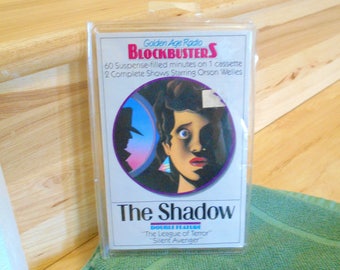 Golden Age Radio
BLOCKBUSTERS
60 Suspense-filled minutes on 1 cassette
2 Complete Shows Starring Orson Welles
The Shadow
DOUBLE FEATURE
"The League of Terror"
"Silent Avenger"